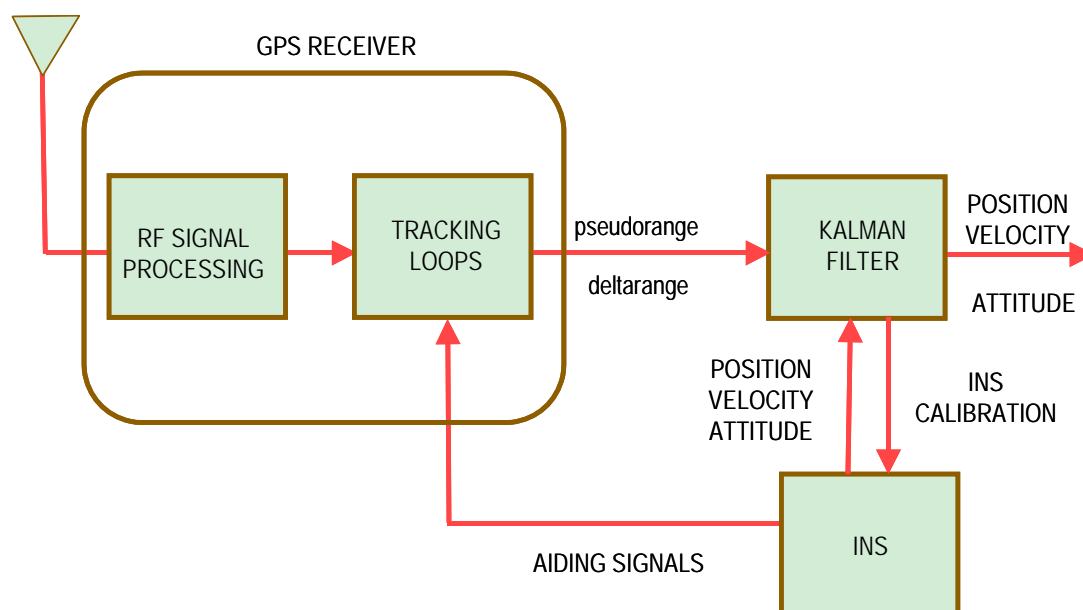 GPS RECEIVER
RF SIGNAL
PROCESSING
TRACKING
LOOPS
pseudorange
deltarange
KALMAN
FILTER
POSITION
VELOCITY
ATTITUDE
POSITION
VELOCITY
ATTITUDE
INS
CALIBRATION
AIDING SIGNALS
INS